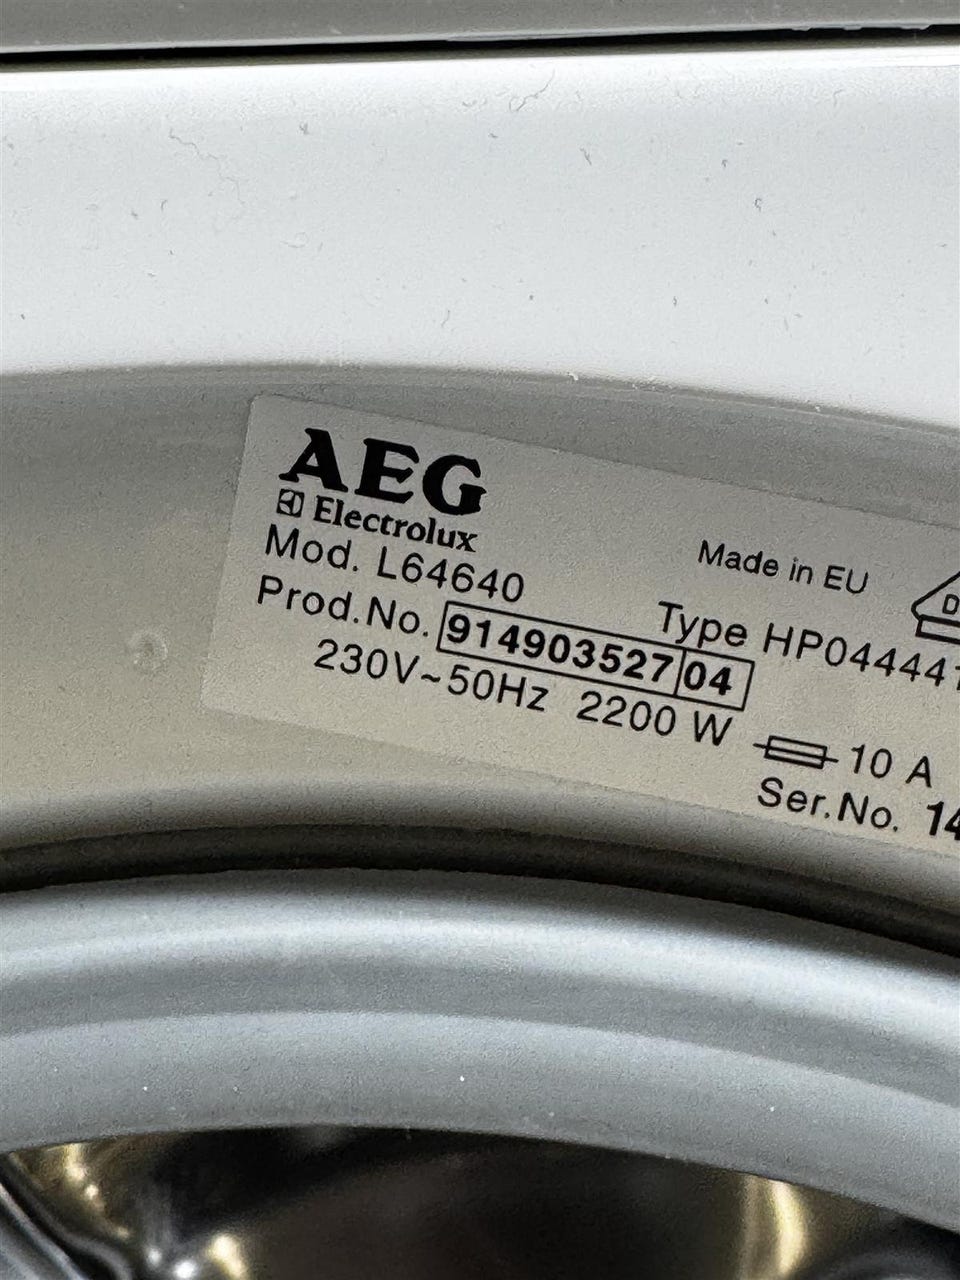 AEG
Electrolux
Mod. L64640
Made in EU
Type HP044441
Prod.No. 914903527 04
230V~50Hz 2200 W 10 A
Ser.No. 14
D